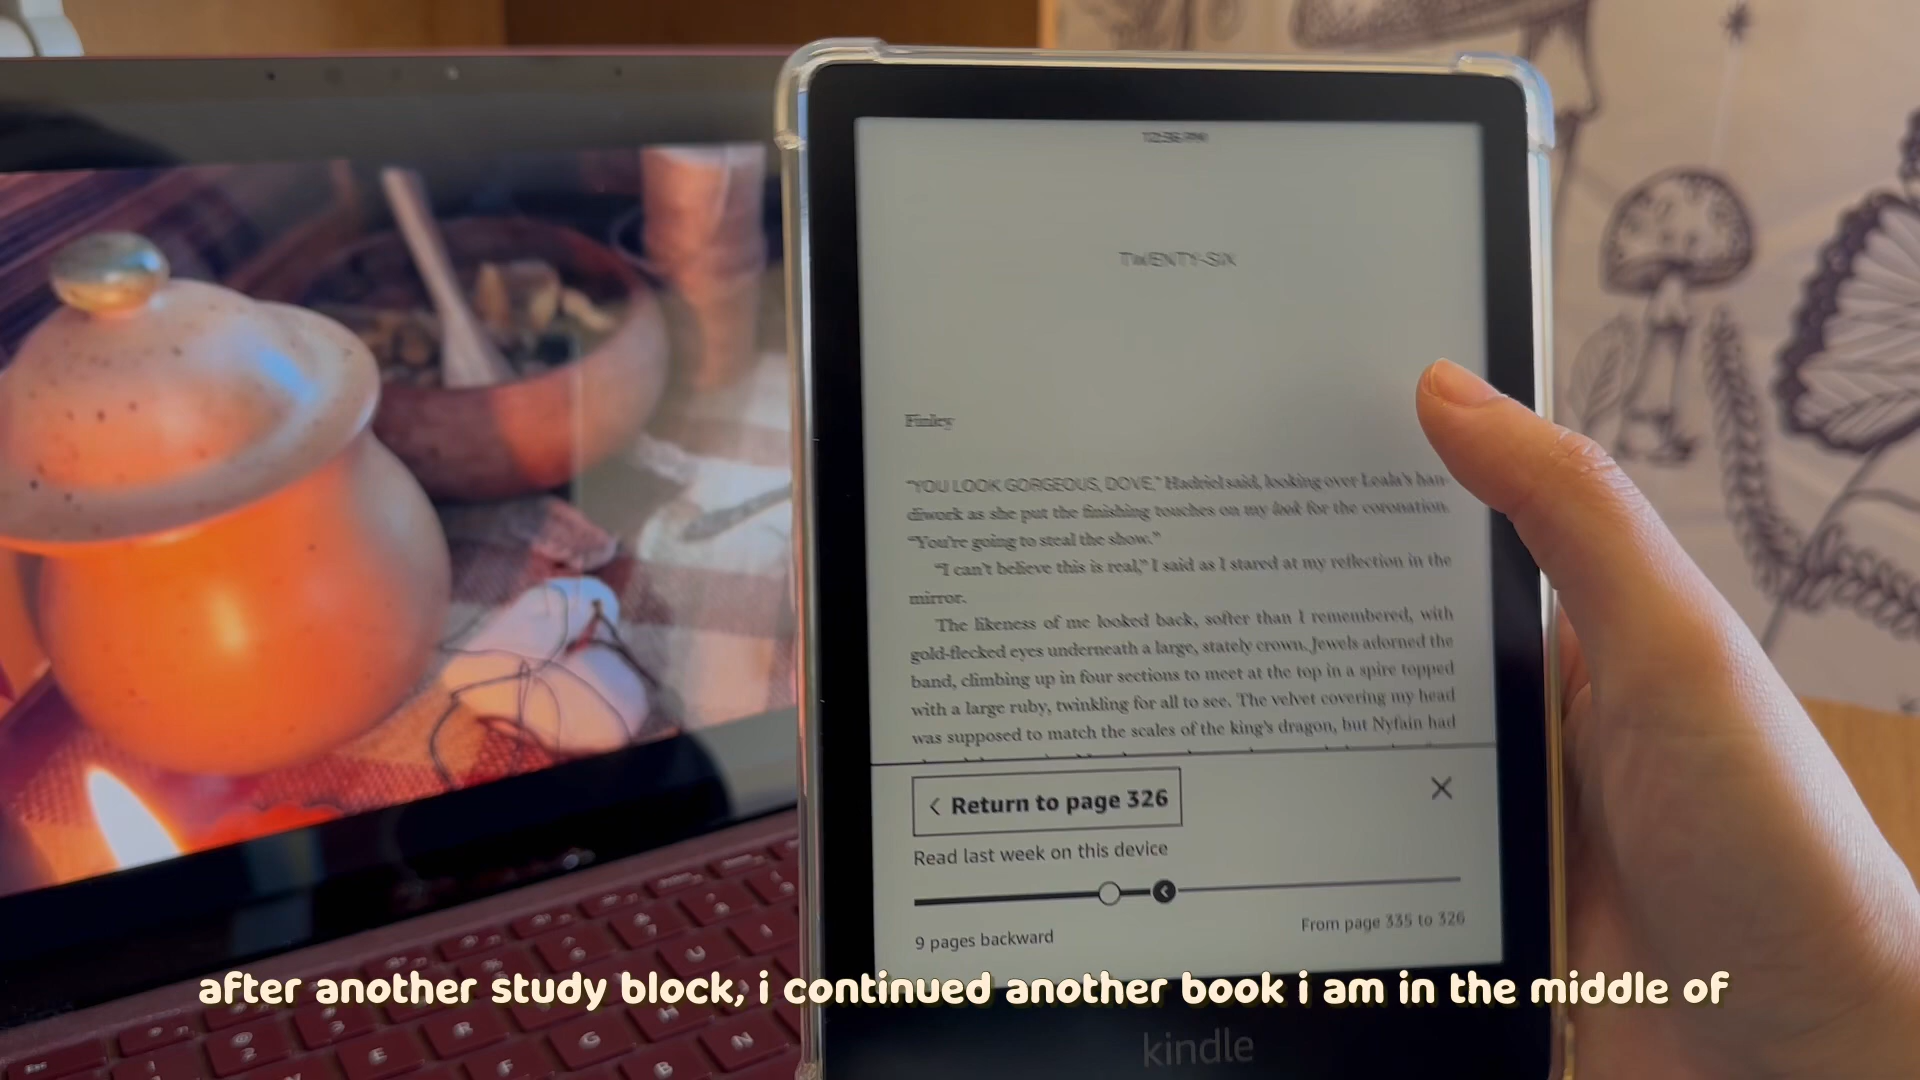 12:56 PM
TWENTY-SIX
Finley
"YOU LOOK GORGEOUS, DOVE," Hadriel said, looking over Leala's han-
diwork as she put the finishing touches on my look for the coronation.
"You're going to steal the show."
"I can't believe this is real," I said as I stared at my reflection in the
mirror.
The likeness of me looked back, softer than I remembered, with
gold-flecked eyes underneath a large, stately crown. Jewels adorned the
band, climbing up in four sections to meet at the top in a spire topped
with a large ruby, twinkling for all to see. The velvet covering my head
was supposed to match the scales of the king's dragon, but Nyfain had
Return to page 326
Read last week on this device
9 pages backward
From page 335 to 326
after another study block, i continued another book i am in the middle of
kindle
2
3
E
R
F
G
H
B
N
U